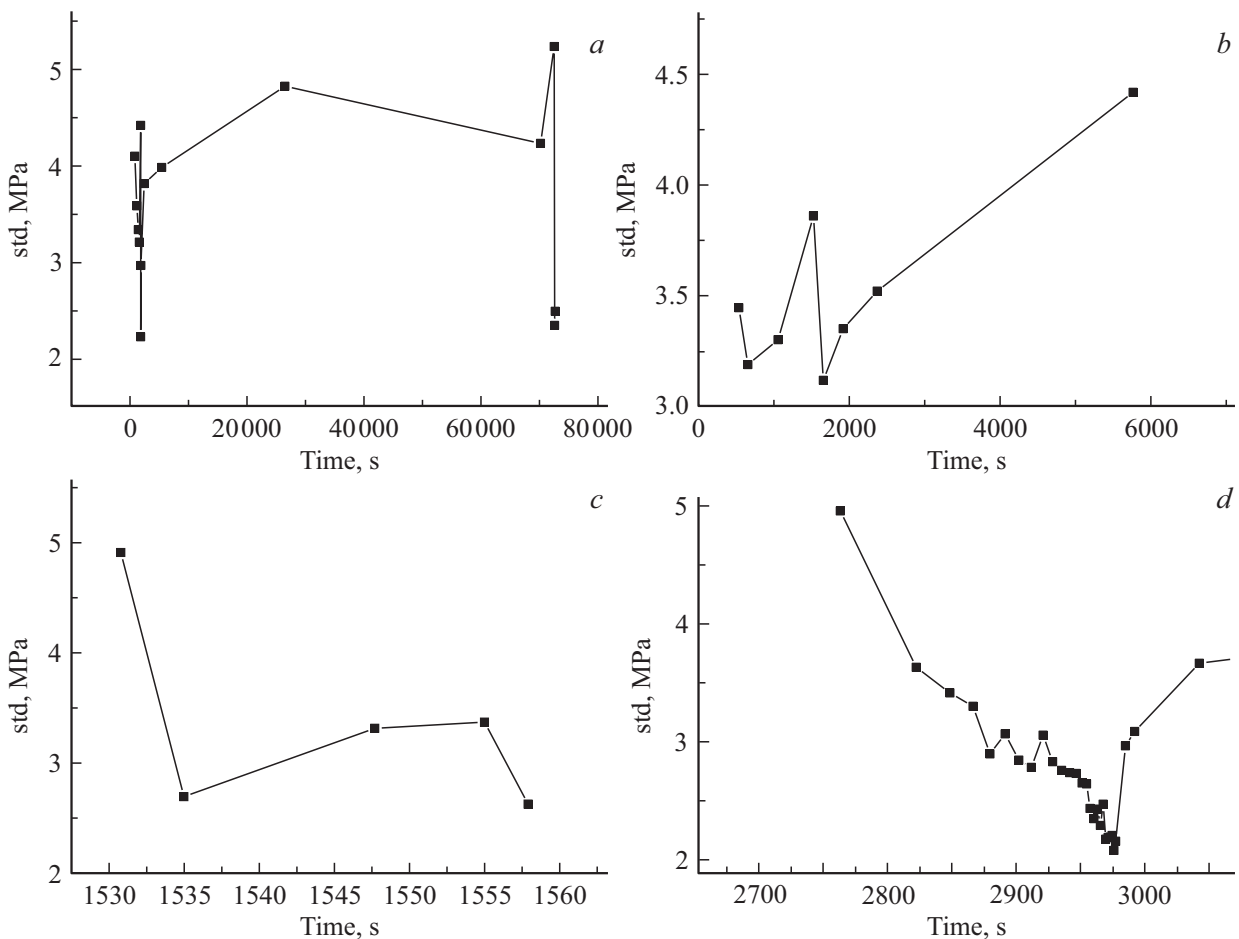 a
5
4
3
2
std, MPa
0 20000 40000 60000 80000
Time, s
b
4.5
4.0
3.5
3.0
std, MPa
0 2000 4000 6000
Time, s
c
5
4
3
2
std, MPa
1530 1535 1540 1545 1550 1555 1560
Time, s
d
5
4
3
2
std, MPa
2700 2800 2900 3000
Time, s